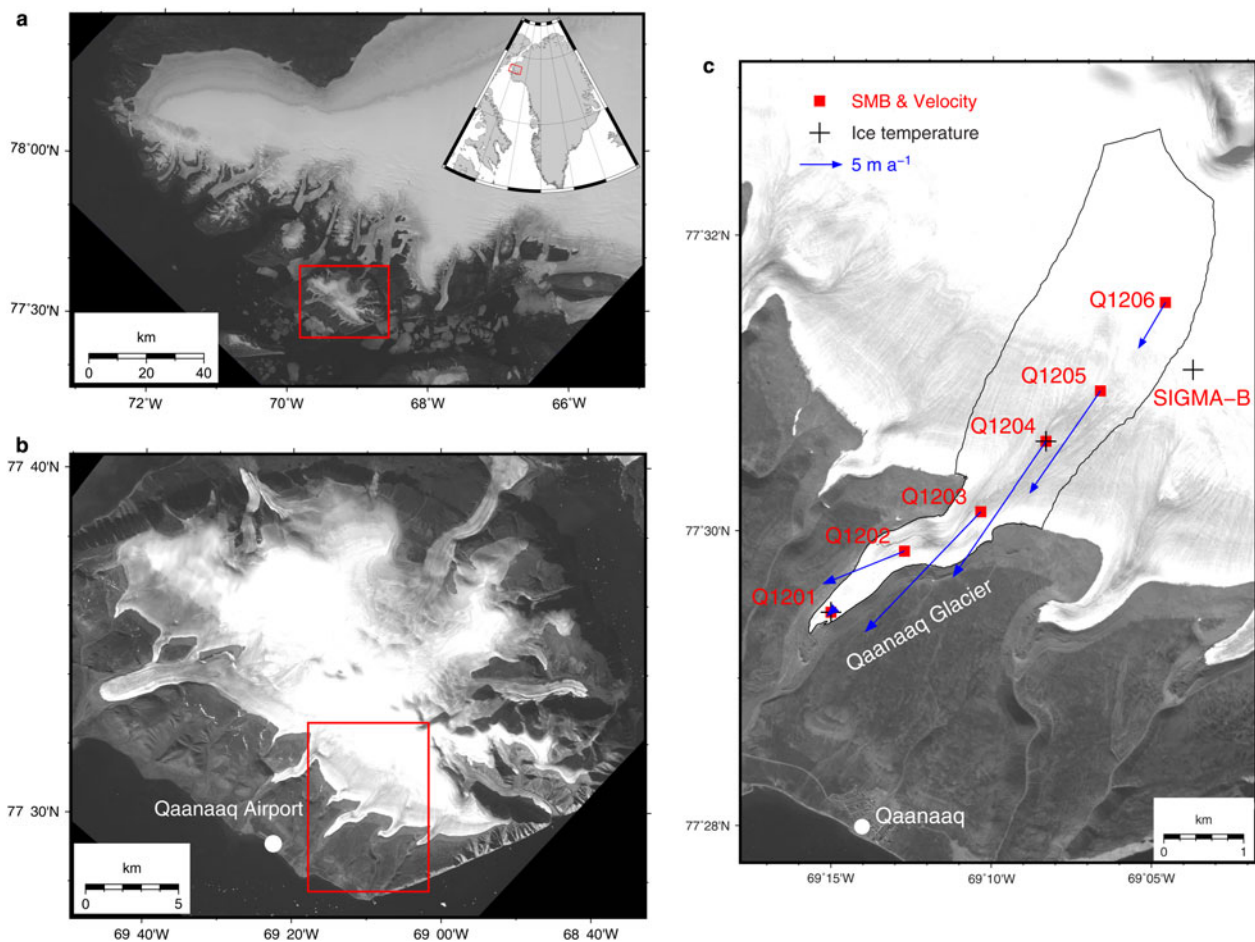 a
78°00'N
77°30'N
km
0 20 40
72°W 70°W 68°W 66°W
b
77 40'N
77 30'N
Qaanaaq Airport
km
0 5
69 40'W 69 20'W 69 00'W 68 40'W
c
SMB & Velocity
Ice temperature
5 m a⁻¹
77°32'N
77°30'N
77°28'N
Q1206
Q1205
SIGMA-B
Q1204
Q1203
Q1202
Q1201
Qaanaaq Glacier
Qaanaaq
km
0 1
69°15'W 69°10'W 69°05'W